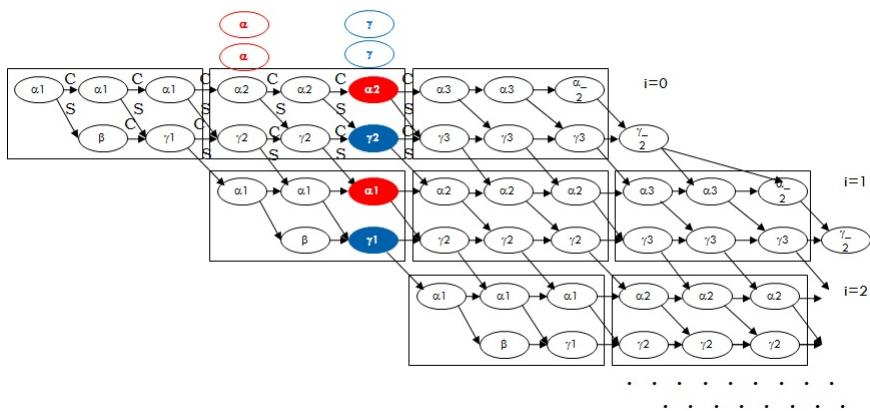 α γ
α γ
C C C C C C
α1 α1 α1 α2 α2 α2 α3 α3 α_2 i=0
S S S S S S
C C C C
β γ1 γ2 γ2 γ2 γ3 γ3 γ3 γ_2
S S S S
α1 α1 α1 α2 α2 α2 α3 α3 α_2 i=1
β γ1 γ2 γ2 γ2 γ3 γ3 γ3 γ_2
α1 α1 α1 α2 α2 α2 i=2
β γ1 γ2 γ2 γ2
. . . . . . . . .
. . . . . . . . .